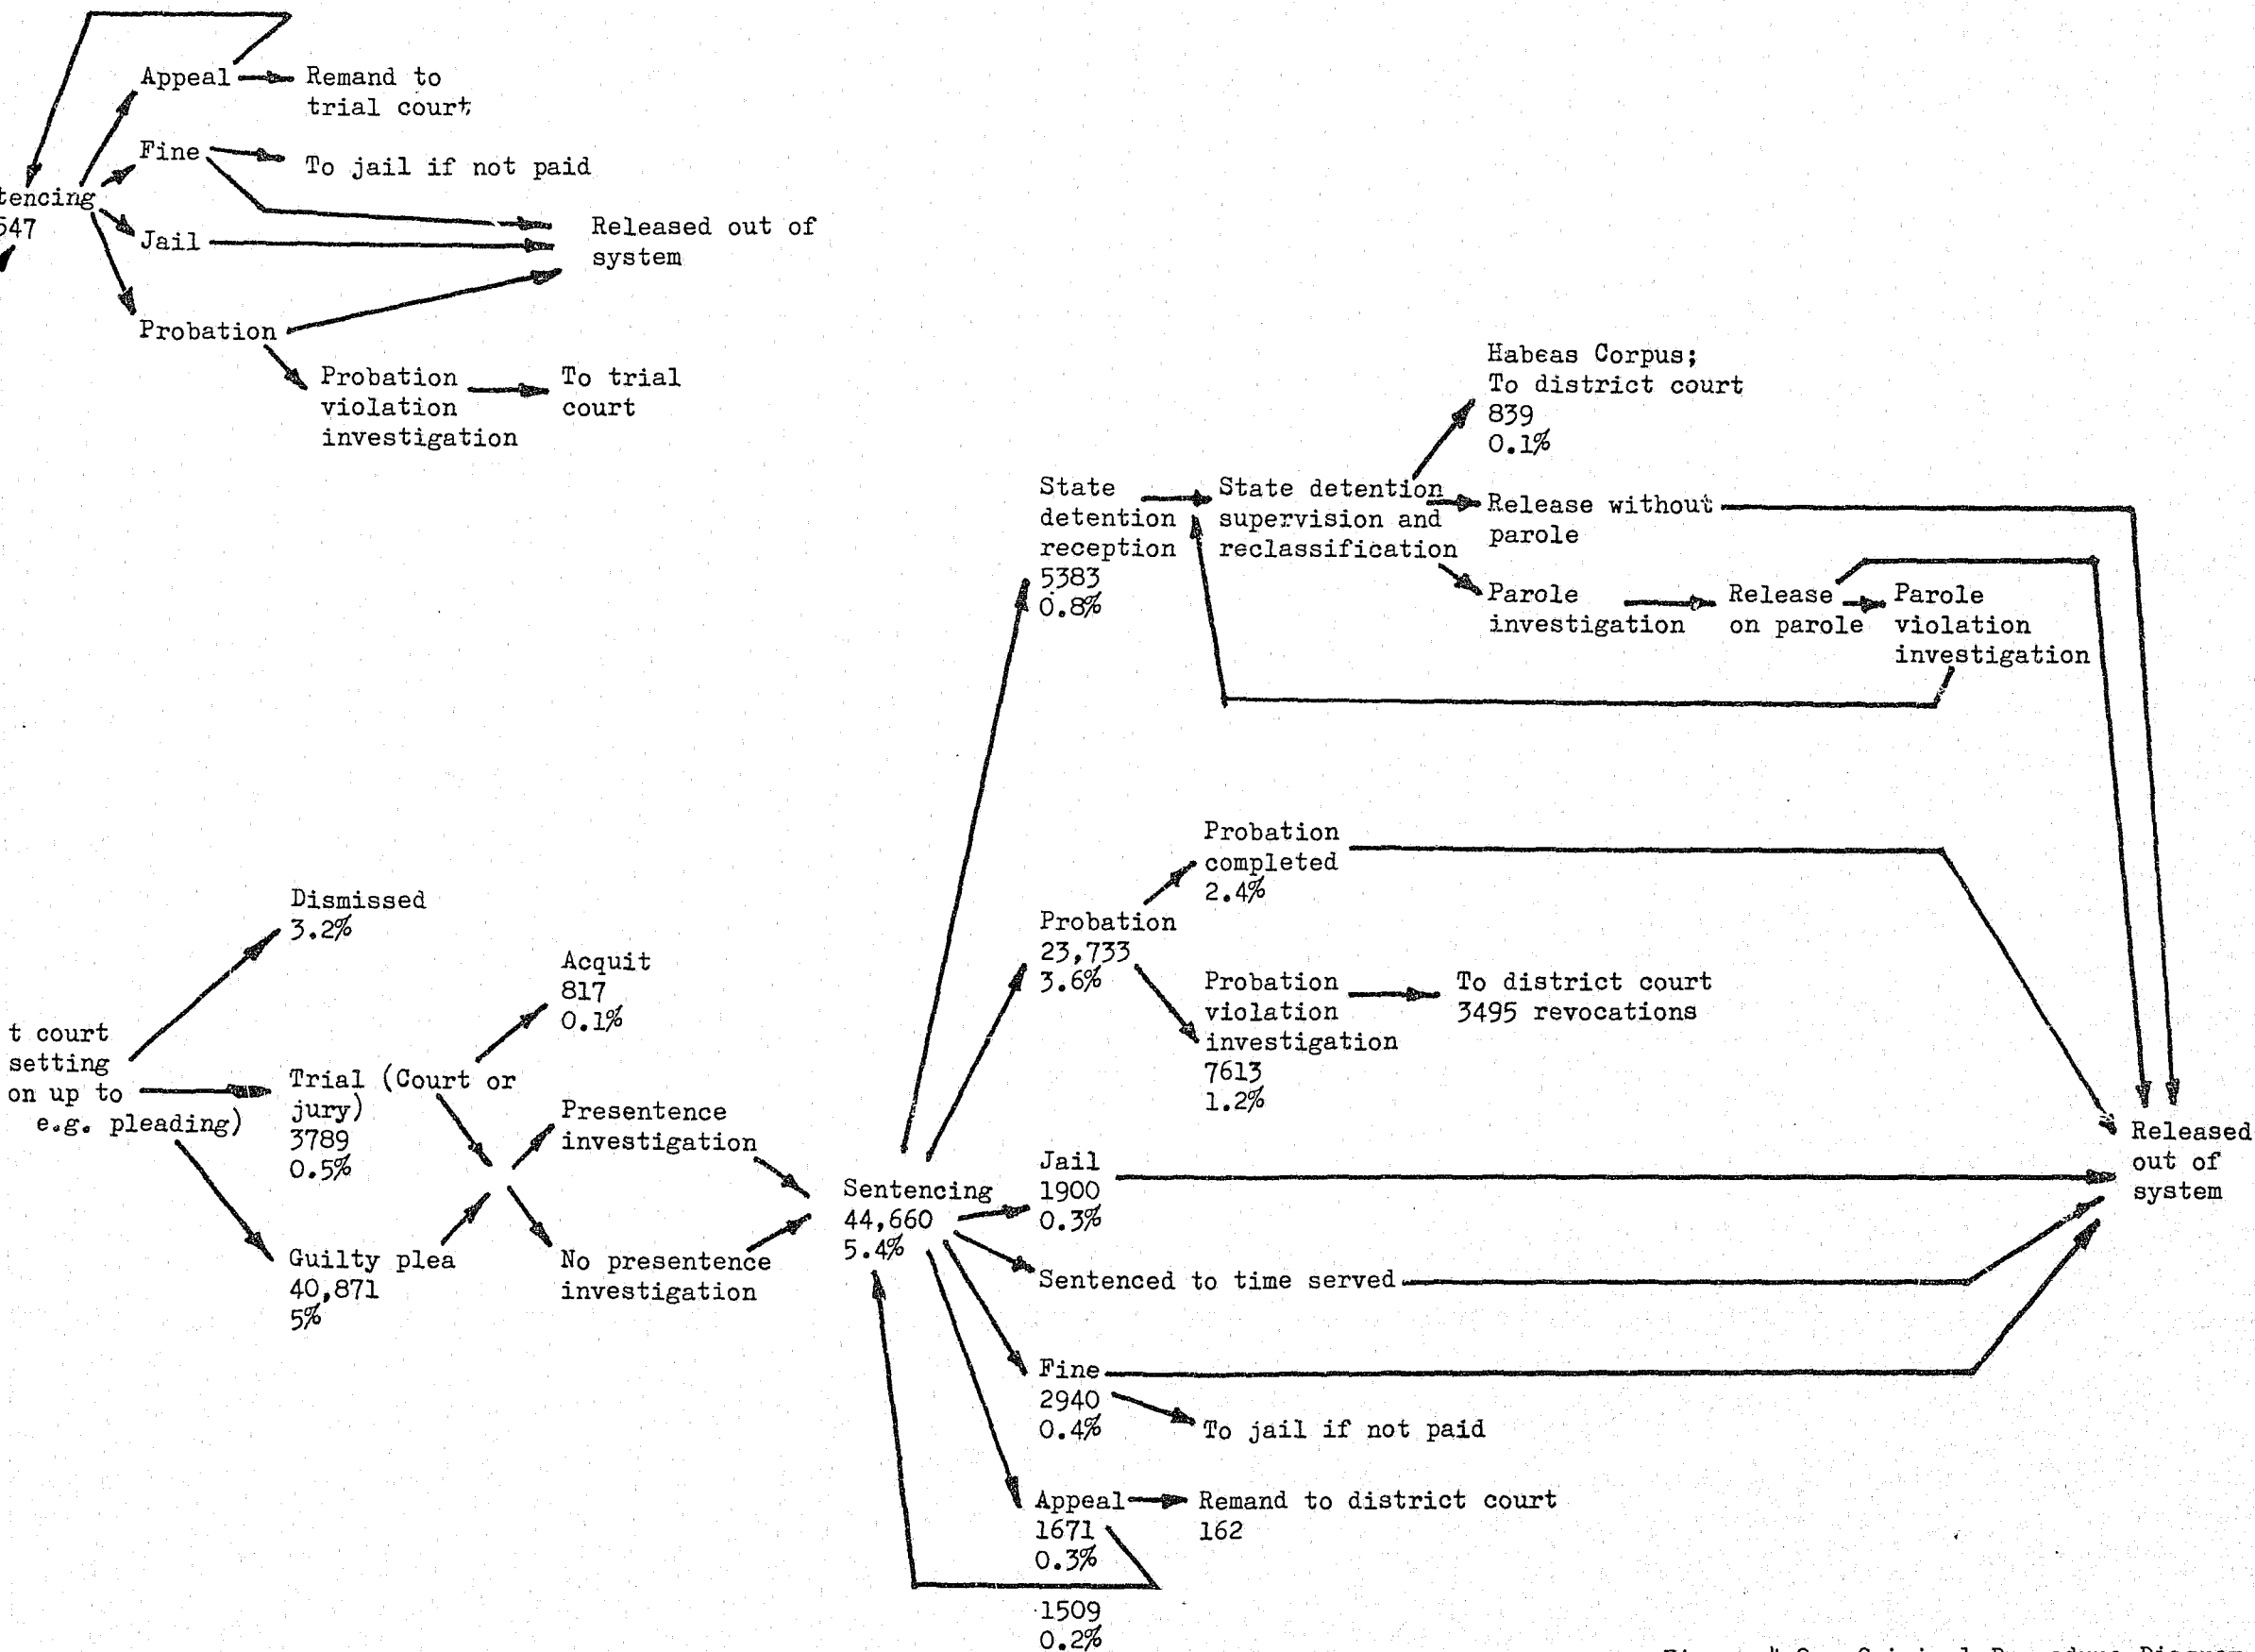 Appeal
Remand to
trial court
Fine
To jail if not paid
tencing
547
Jail
Released out of
system
Probation
Probation
violation
investigation
To trial
court
Habeas Corpus;
To district court
839
0.1%
State
detention
reception
5383
0.8%
State detention
supervision and
reclassification
Release without
parole
Parole
investigation
Release
on parole
Parole
violation
investigation
Probation
completed
2.4%
Dismissed
3.2%
Probation
23,733
3.6%
Acquit
817
0.1%
Probation
violation
investigation
7613
1.2%
To district court
3495 revocations
t court
setting
on up to
e.g. pleading)
Trial (Court or
jury)
3789
0.5%
Presentence
investigation
Guilty plea
40,871
5%
No presentence
investigation
Sentencing
44,660
5.4%
Jail
1900
0.3%
Released
out of
system
Sentenced to time served
Fine
2940
0.4%
To jail if not paid
Appeal
1671
0.3%
Remand to district court
162
1509
0.2%